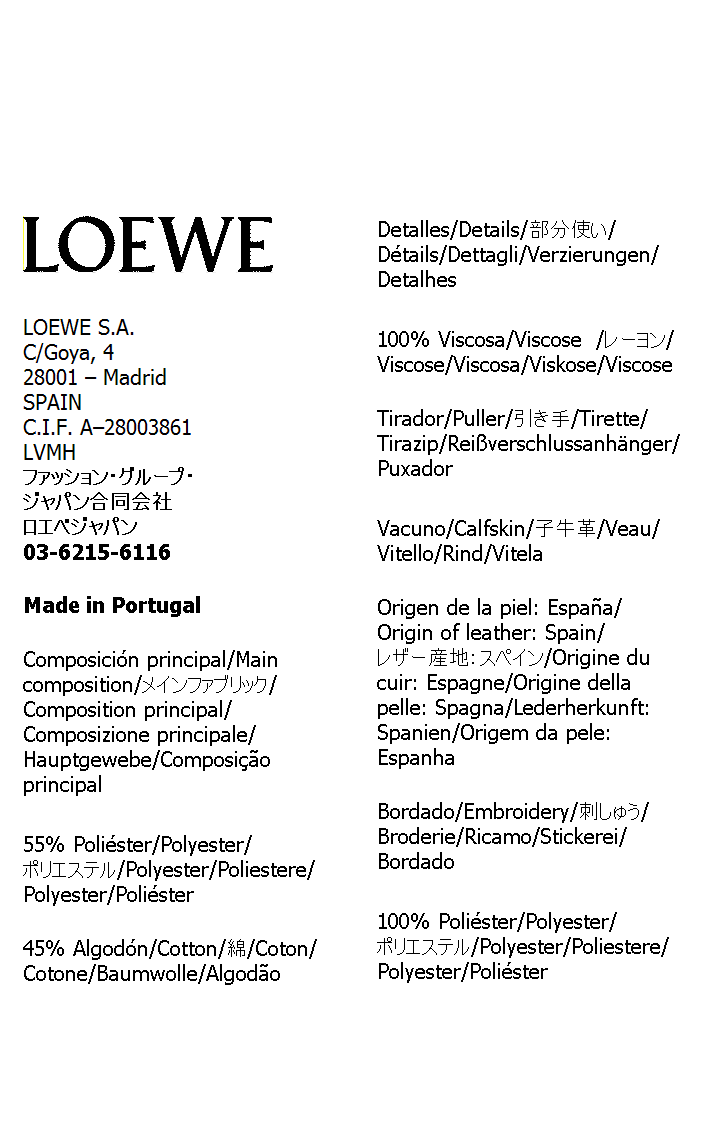 LOEWE
LOEWE S.A.
C/Goya, 4
28001 – Madrid
SPAIN
C.I.F. A–28003861
LVMH
ファッション・グループ・
ジャパン合同会社
ロエベジャパン
03-6215-6116
Made in Portugal
Composición principal/Main
composition/メインファブリック/
Composition principal/
Composizione principale/
Hauptgewebe/Composição
principal
55% Poliéster/Polyester/
ポリエステル/Polyester/Poliestere/
Polyester/Poliéster
45% Algodón/Cotton/綿/Coton/
Cotone/Baumwolle/Algodão
Detalles/Details/部分使い/
Détails/Dettagli/Verzierungen/
Detalhes
100% Viscosa/Viscose  /レーヨン/
Viscose/Viscosa/Viskose/Viscose
Tirador/Puller/引き手/Tirette/
Tirazip/Reißverschlussanhänger/
Puxador
Vacuno/Calfskin/子牛革/Veau/
Vitello/Rind/Vitela
Origen de la piel: España/
Origin of leather: Spain/
レザー産地：スペイン/Origine du
cuir: Espagne/Origine della
pelle: Spagna/Lederherkunft:
Spanien/Origem da pele:
Espanha
Bordado/Embroidery/刺しゅう/
Broderie/Ricamo/Stickerei/
Bordado
100% Poliéster/Polyester/
ポリエステル/Polyester/Poliestere/
Polyester/Poliéster